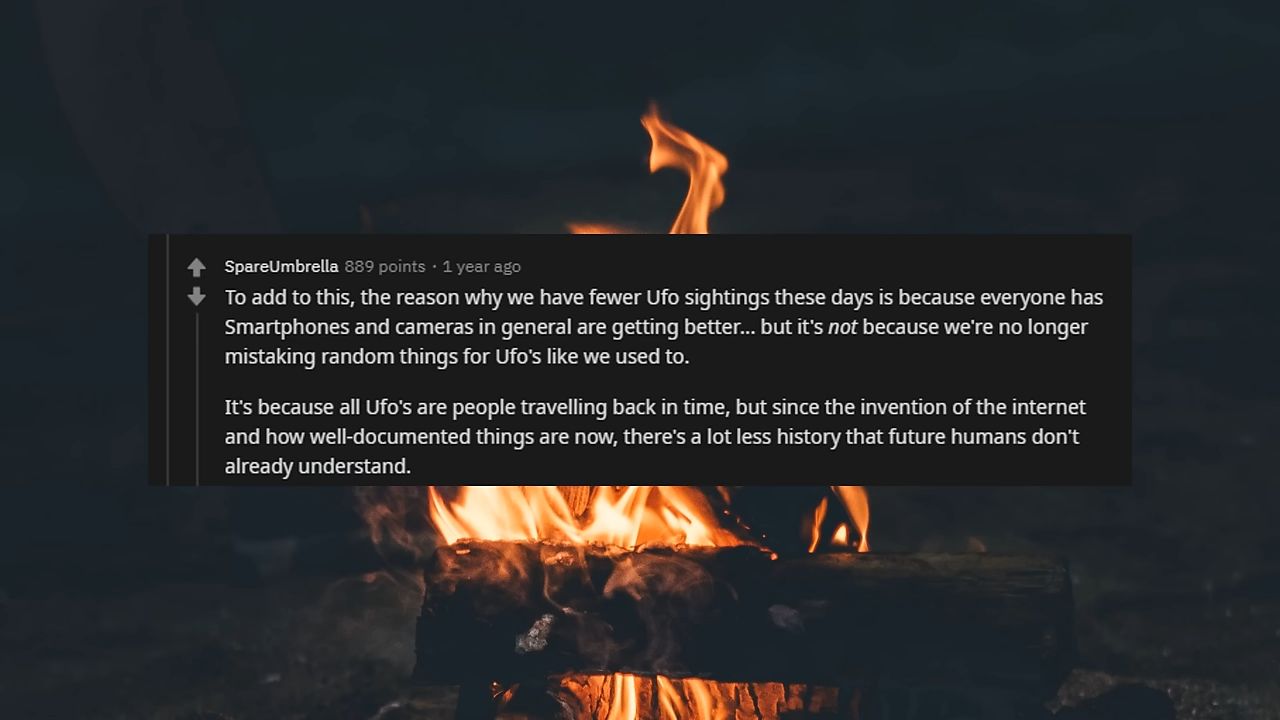 SpareUmbrella 889 points · 1 year ago
To add to this, the reason why we have fewer Ufo sightings these days is because everyone has
Smartphones and cameras in general are getting better... but it's not because we're no longer
mistaking random things for Ufo's like we used to.
It's because all Ufo's are people travelling back in time, but since the invention of the internet
and how well-documented things are now, there's a lot less history that future humans don't
already understand.